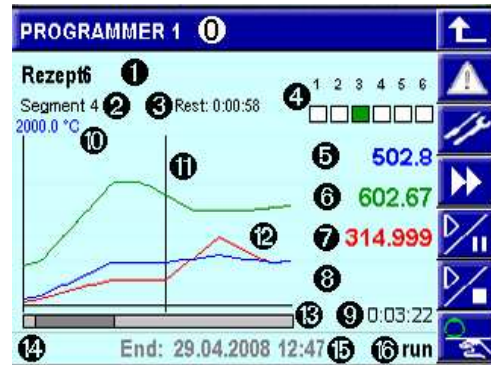 PROGRAMMER 1 0
Rezept6 1
1 2 3 4 5 6
4
Segment 4 2 3 Rest: 0:00:58
2000.0 °C
10
11
5 502.8
6 602.67
7 314.999
12
8
13 9 0:03:22
14 End: 29.04.2008 12:47 15 16 run